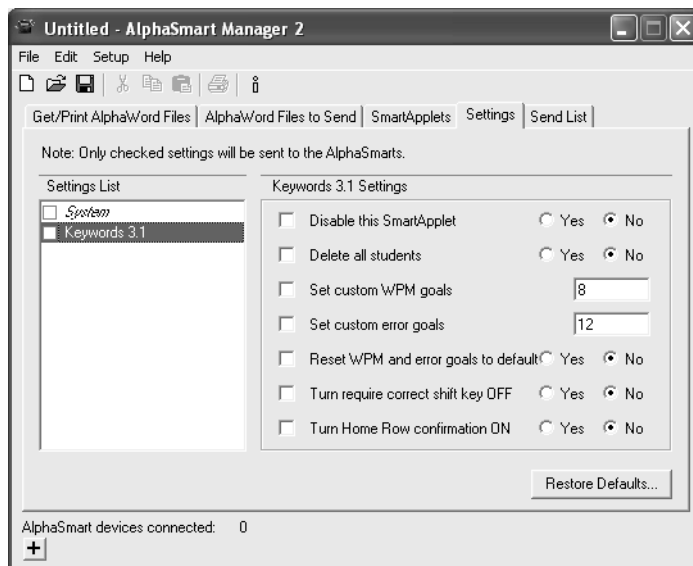 Untitled - AlphaSmart Manager 2
File Edit Setup Help
Get/Print AlphaWord Files AlphaWord Files to Send SmartApplets Settings Send List
Note: Only checked settings will be sent to the AlphaSmarts.
Settings List Keywords 3.1 Settings
System
Keywords 3.1
Disable this SmartApplet Yes No
Delete all students Yes No
Set custom WPM goals 8
Set custom error goals 12
Reset WPM and error goals to default Yes No
Turn require correct shift key OFF Yes No
Turn Home Row confirmation ON Yes No
Restore Defaults...
AlphaSmart devices connected: 0